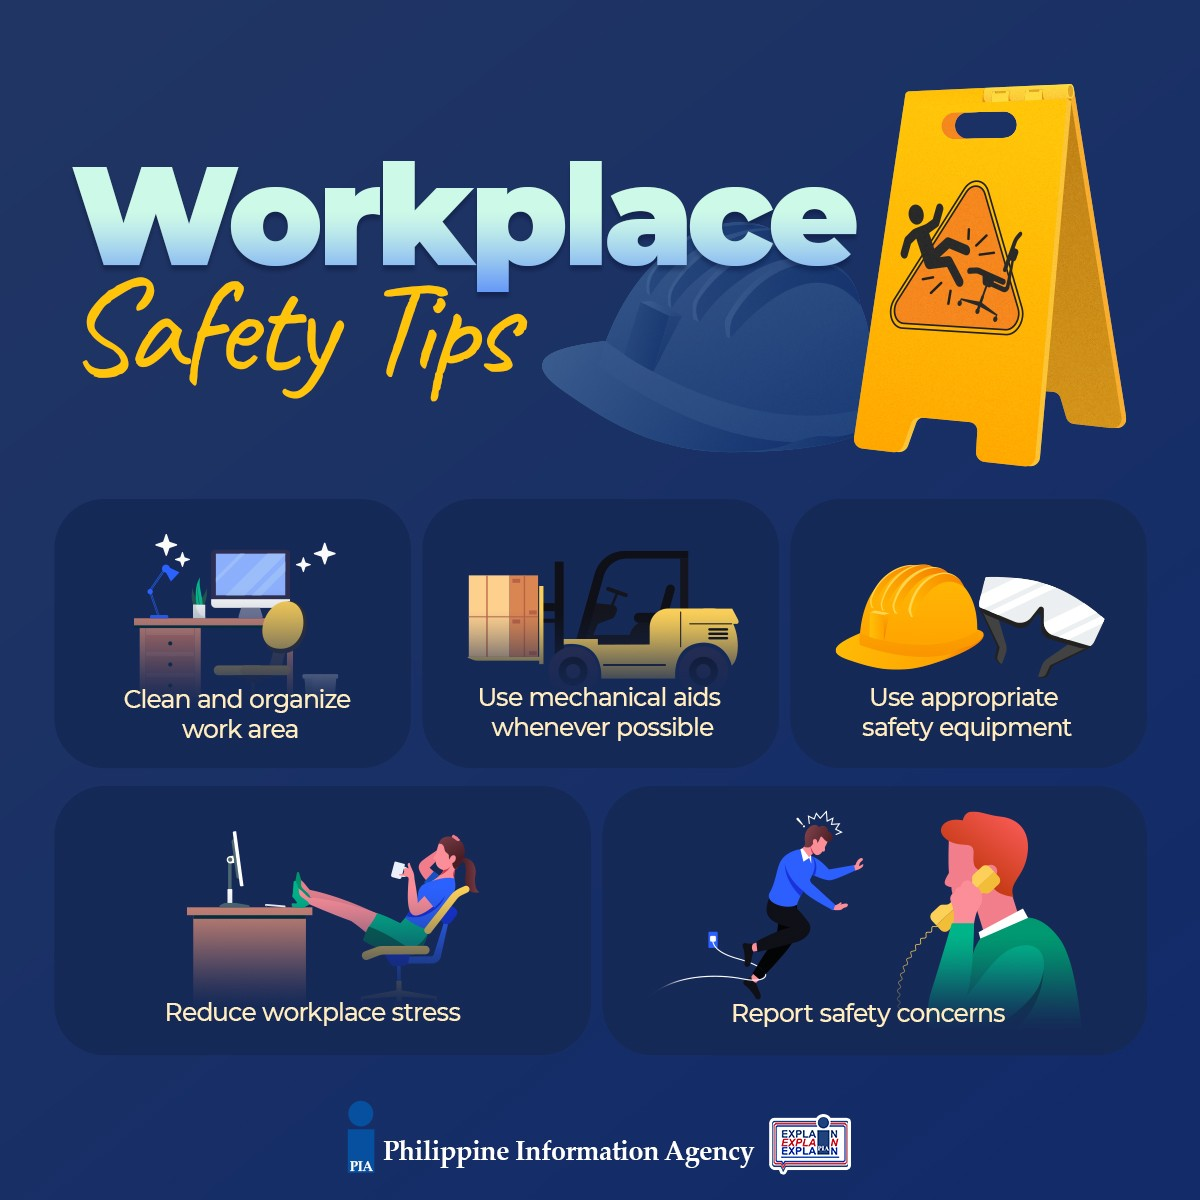 Workplace
Safety Tips
Clean and organize
work area
Use mechanical aids
whenever possible
Use appropriate
safety equipment
Reduce workplace stress
Report safety concerns
PIA
Philippine Information Agency
EXPLAIN
EXPLAIN
EXPLAIN
PIA